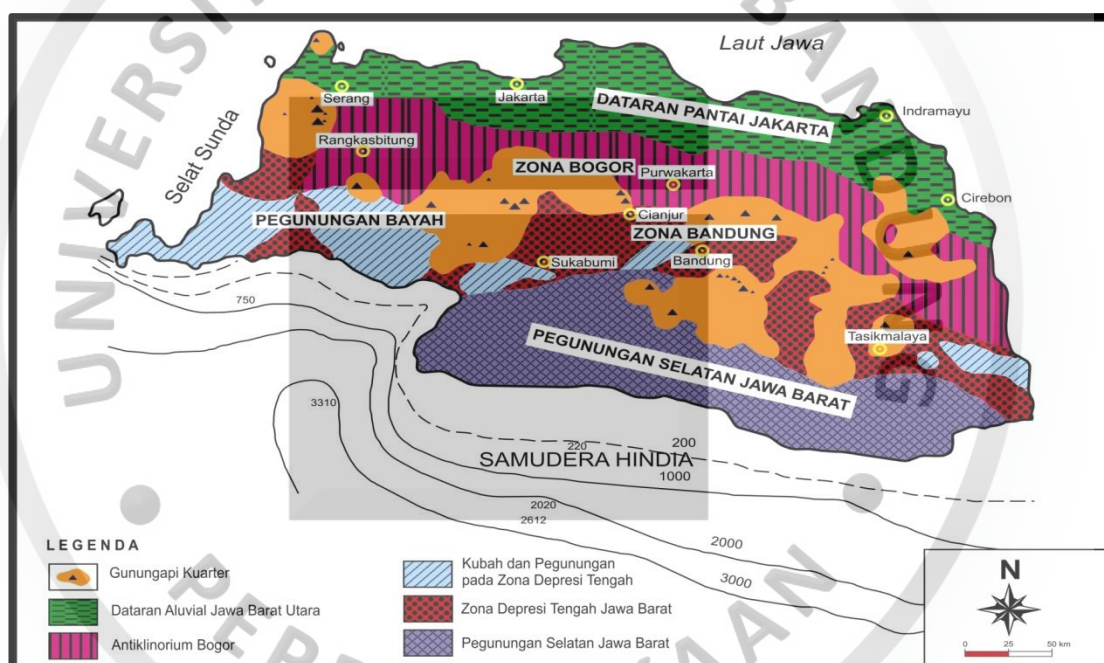 Laut Jawa
Selat Sunda
Serang
Jakarta
DATARAN PANTAI JAKARTA
Indramayu
Rangkasbitung
ZONA BOGOR
Purwakarta
Cirebon
PEGUNUNGAN BAYAH
Cianjur
ZONA BANDUNG
Sukabumi
Bandung
Tasikmalaya
PEGUNUNGAN SELATAN JAWA BARAT
750
3310
220
200
SAMUDERA HINDIA
1000
2020
2612
2000
3000
LEGENDA
Gunungapi Kuarter
Dataran Aluvial Jawa Barat Utara
Antiklinorium Bogor
Kubah dan Pegunungan
pada Zona Depresi Tengah
Zona Depresi Tengah Jawa Barat
Pegunungan Selatan Jawa Barat
N
0 25 50 km